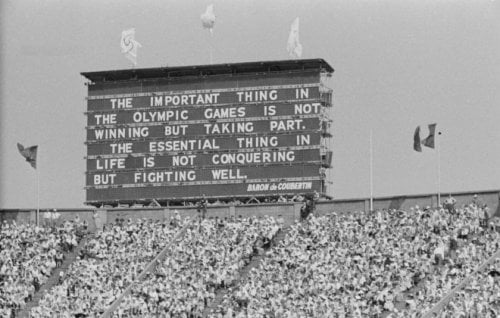 THE IMPORTANT THING IN
THE OLYMPIC GAMES IS NOT
WINNING BUT TAKING PART.
THE ESSENTIAL THING IN
LIFE IS NOT CONQUERING
BUT FIGHTING WELL.
BARON de COUBERTIN